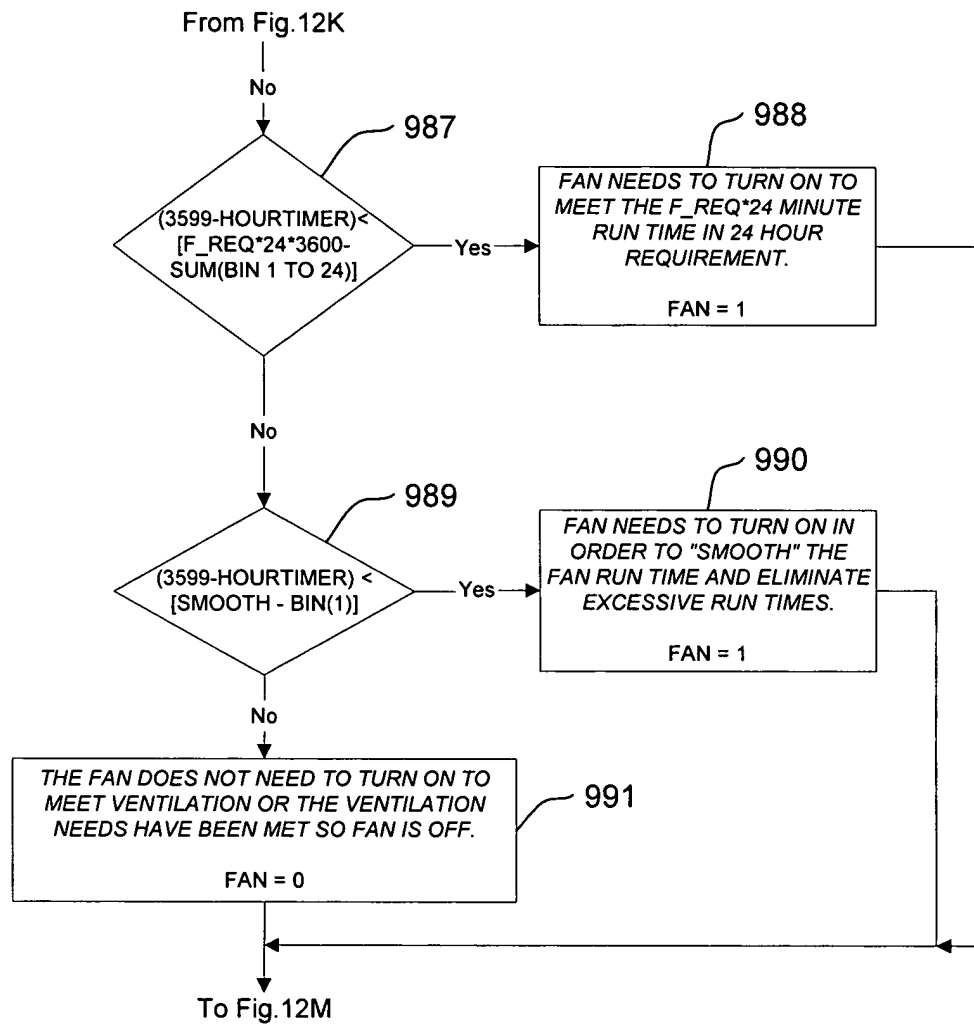 From Fig.12K
No
987
(3599-HOURTIMER)<
[F_REQ*24*3600-
SUM(BIN 1 TO 24)]
Yes
988
FAN NEEDS TO TURN ON TO
MEET THE F_REQ*24 MINUTE
RUN TIME IN 24 HOUR
REQUIREMENT.
FAN = 1
No
989
(3599-HOURTIMER) <
[SMOOTH - BIN(1)]
Yes
990
FAN NEEDS TO TURN ON IN
ORDER TO "SMOOTH" THE
FAN RUN TIME AND ELIMINATE
EXCESSIVE RUN TIMES.
FAN = 1
No
THE FAN DOES NOT NEED TO TURN ON TO
MEET VENTILATION OR THE VENTILATION
NEEDS HAVE BEEN MET SO FAN IS OFF.
FAN = 0
991
To Fig.12M